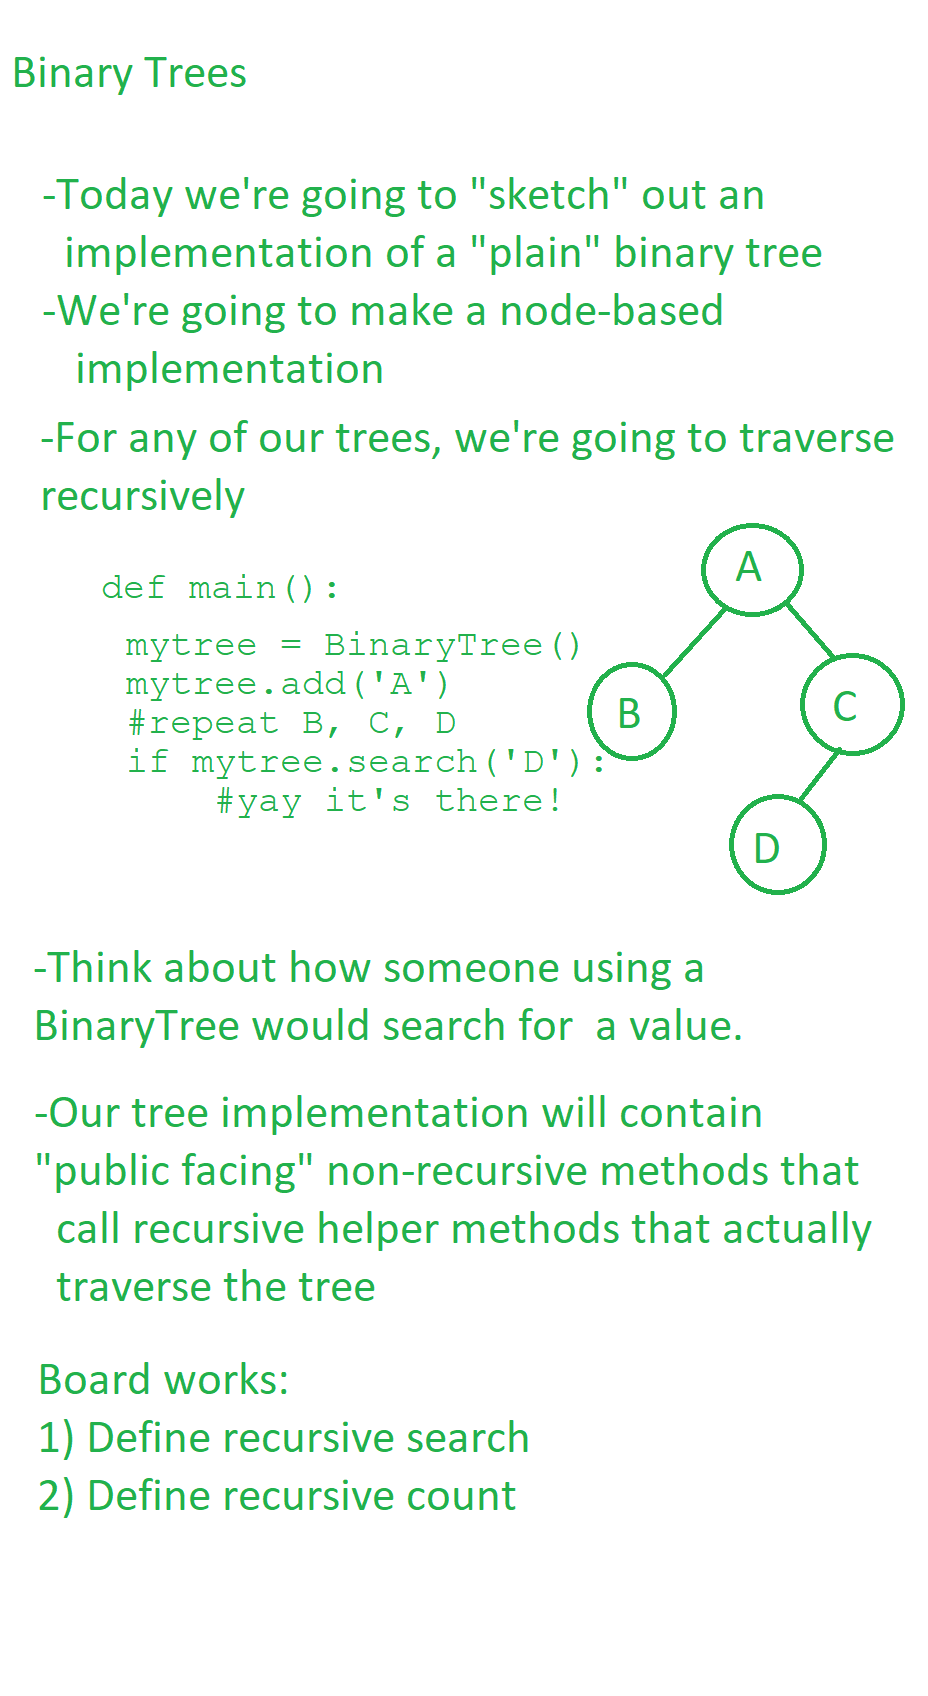 Binary Trees
-Today we're going to "sketch" out an
implementation of a "plain" binary tree
-We're going to make a node-based
implementation
-For any of our trees, we're going to traverse
recursively
def main():
mytree = BinaryTree()
mytree.add('A')
#repeat B, C, D
if mytree.search('D'):
#yay it's there!
A
B
C
D
-Think about how someone using a
BinaryTree would search for  a value.
-Our tree implementation will contain
"public facing" non-recursive methods that
call recursive helper methods that actually
traverse the tree
Board works:
1) Define recursive search
2) Define recursive count